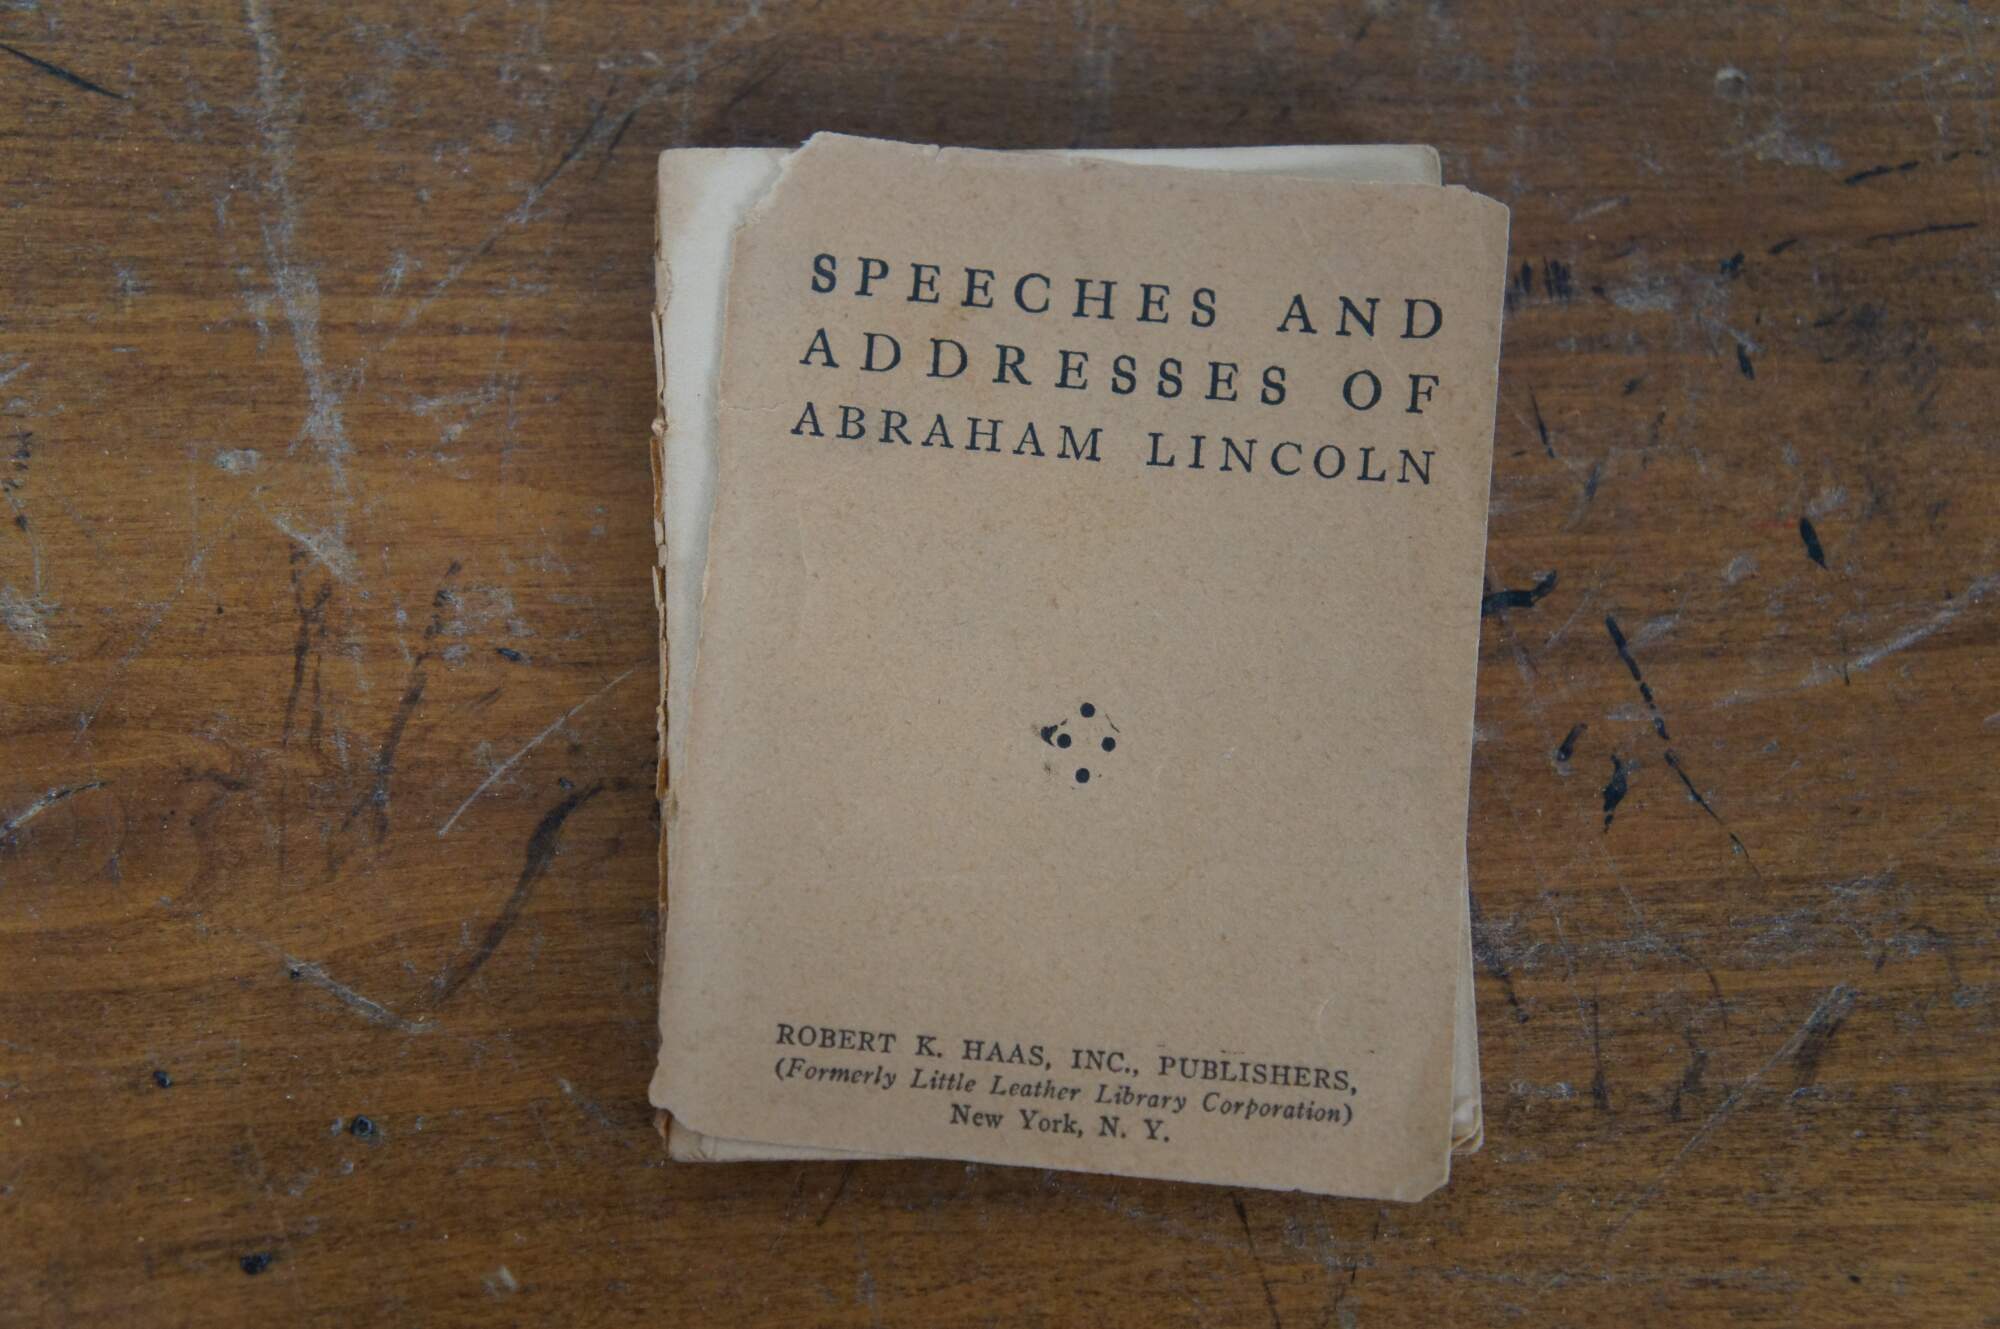 SPEECHES AND
ADDRESSES OF
ABRAHAM LINCOLN
ROBERT K. HAAS, INC., PUBLISHERS,
(Formerly Little Leather Library Corporation)
New York, N. Y.